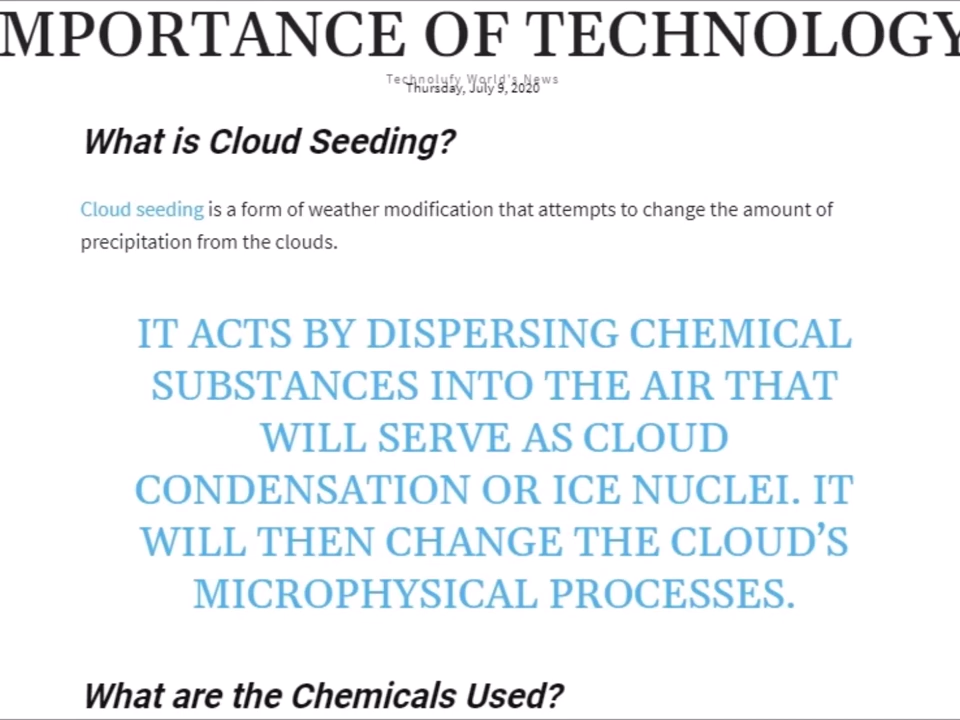 MPORTANCE OF TECHNOLOGY
Technolufy World's News
Thursday, July 9, 2020
What is Cloud Seeding?
Cloud seeding is a form of weather modification that attempts to change the amount of
precipitation from the clouds.
IT ACTS BY DISPERSING CHEMICAL
SUBSTANCES INTO THE AIR THAT
WILL SERVE AS CLOUD
CONDENSATION OR ICE NUCLEI. IT
WILL THEN CHANGE THE CLOUD’S
MICROPHYSICAL PROCESSES.
What are the Chemicals Used?